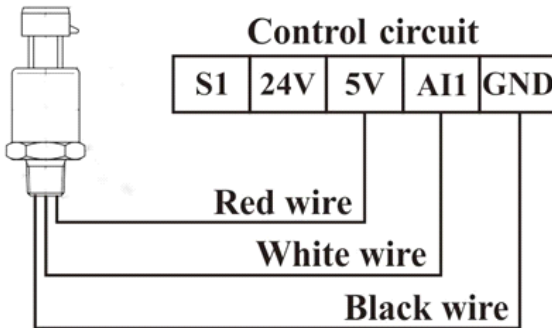 Control circuit
S1 24V 5V AI1 GND
Red wire
White wire
Black wire